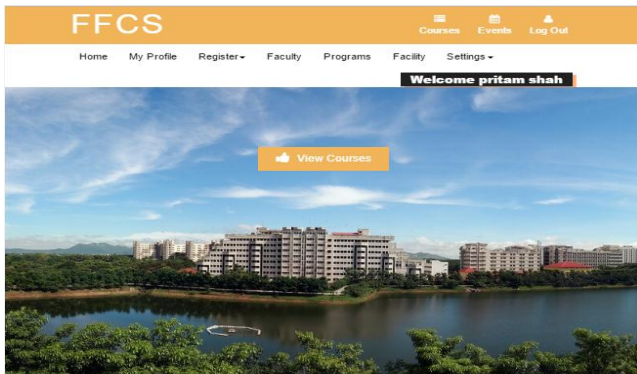 FFCS
Courses Events Log Out
Home My Profile Register Faculty Programs Facility Settings
Welcome pritam shah
View Courses